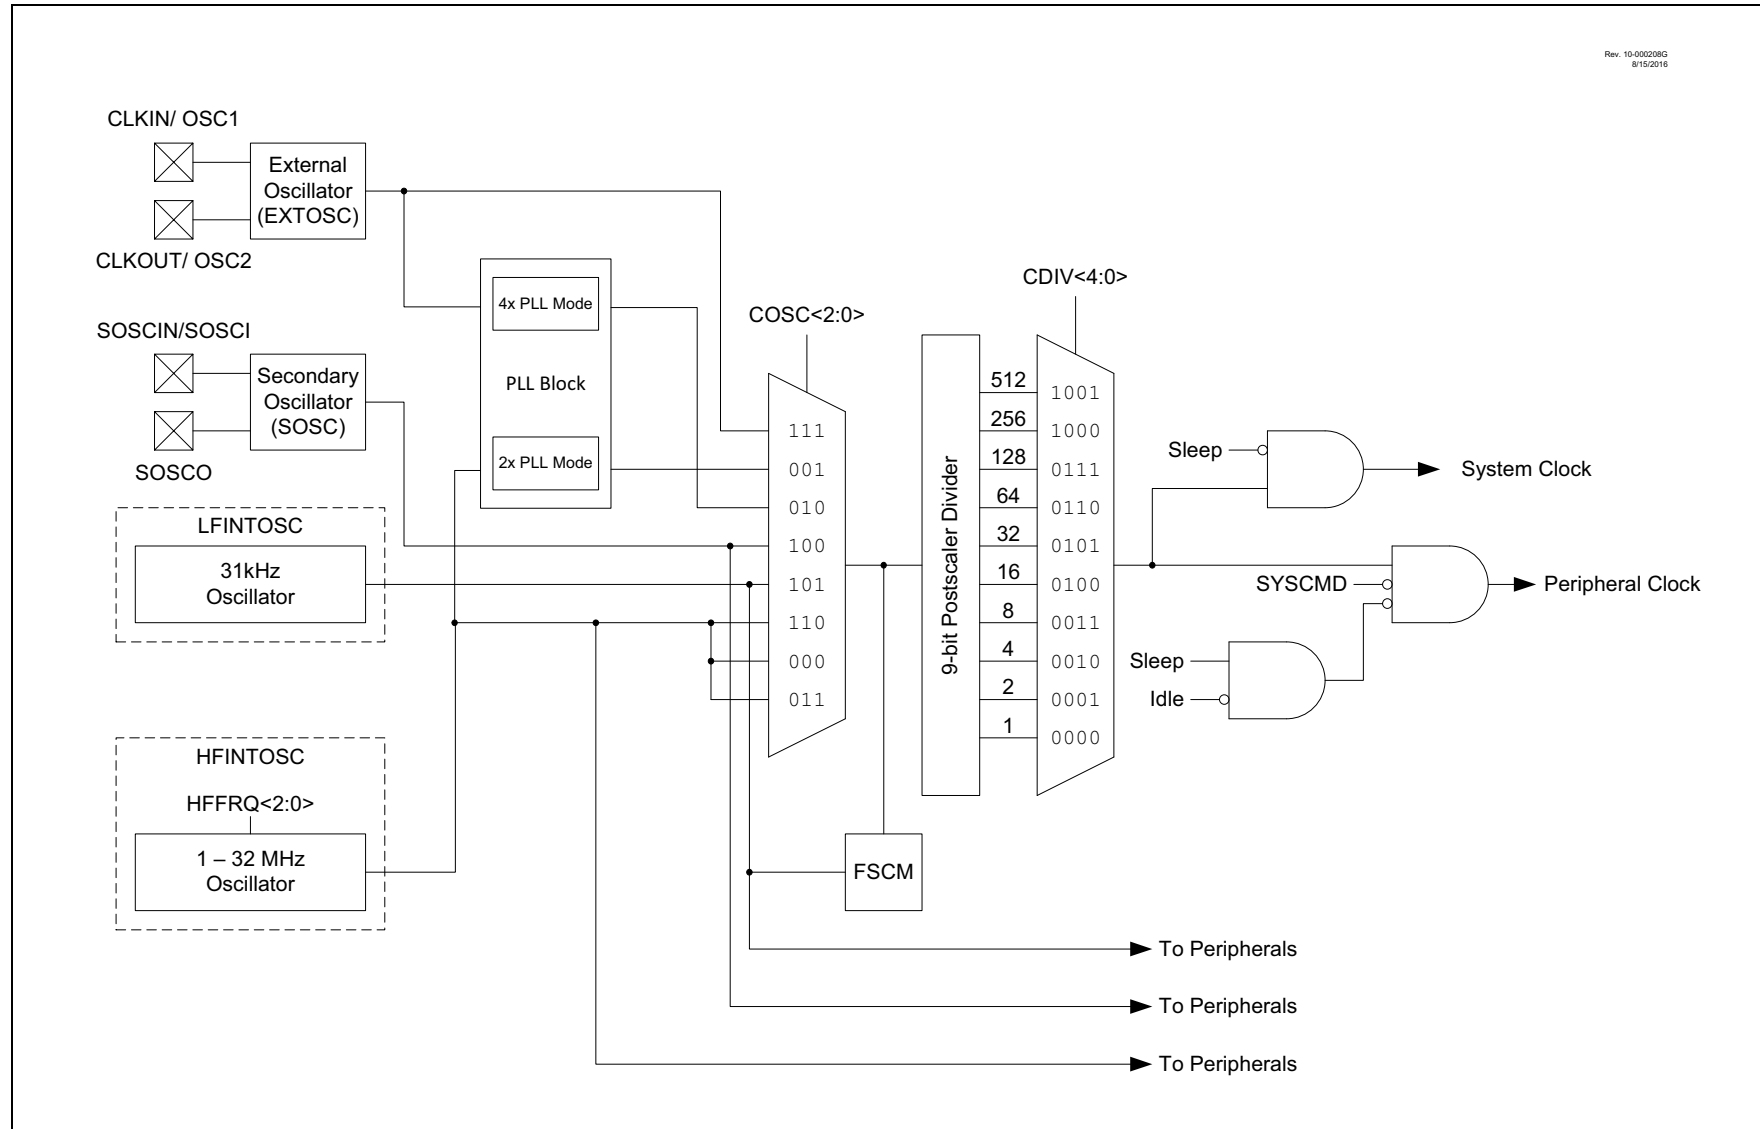 Rev. 10-000208G
8/15/2016
CLKIN/ OSC1
External
Oscillator
(EXTOSC)
CLKOUT/ OSC2
SOSCIN/SOSCI
Secondary
Oscillator
(SOSC)
SOSCO
LFINTOSC
31kHz
Oscillator
HFINTOSC
HFFRQ<2:0>
1 – 32 MHz
Oscillator
4x PLL Mode
PLL Block
2x PLL Mode
COSC<2:0>
111
001
010
100
101
110
000
011
FSCM
9-bit Postscaler Divider
512
256
128
64
32
16
8
4
2
1
CDIV<4:0>
1001
1000
0111
0110
0101
0100
0011
0010
0001
0000
Sleep
System Clock
SYSCMD
Peripheral Clock
Sleep
Idle
To Peripherals
To Peripherals
To Peripherals